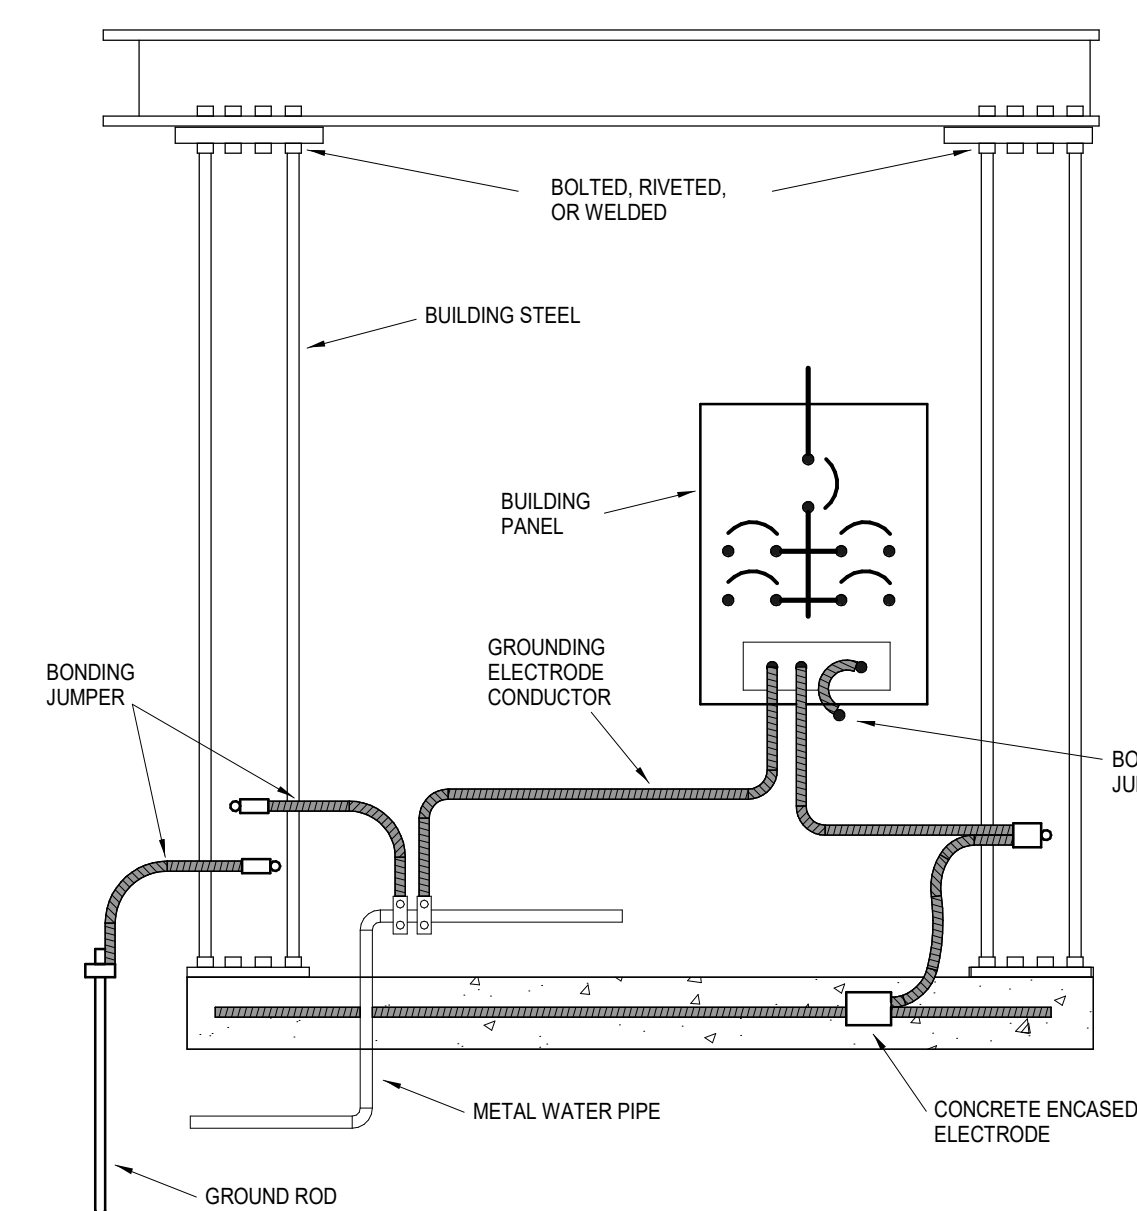 BOLTED, RIVETED,
OR WELDED
BUILDING STEEL
BUILDING
PANEL
GROUNDING
ELECTRODE
CONDUCTOR
BONDING
JUMPER
METAL WATER PIPE
CONCRETE ENCASED
ELECTRODE
GROUND ROD